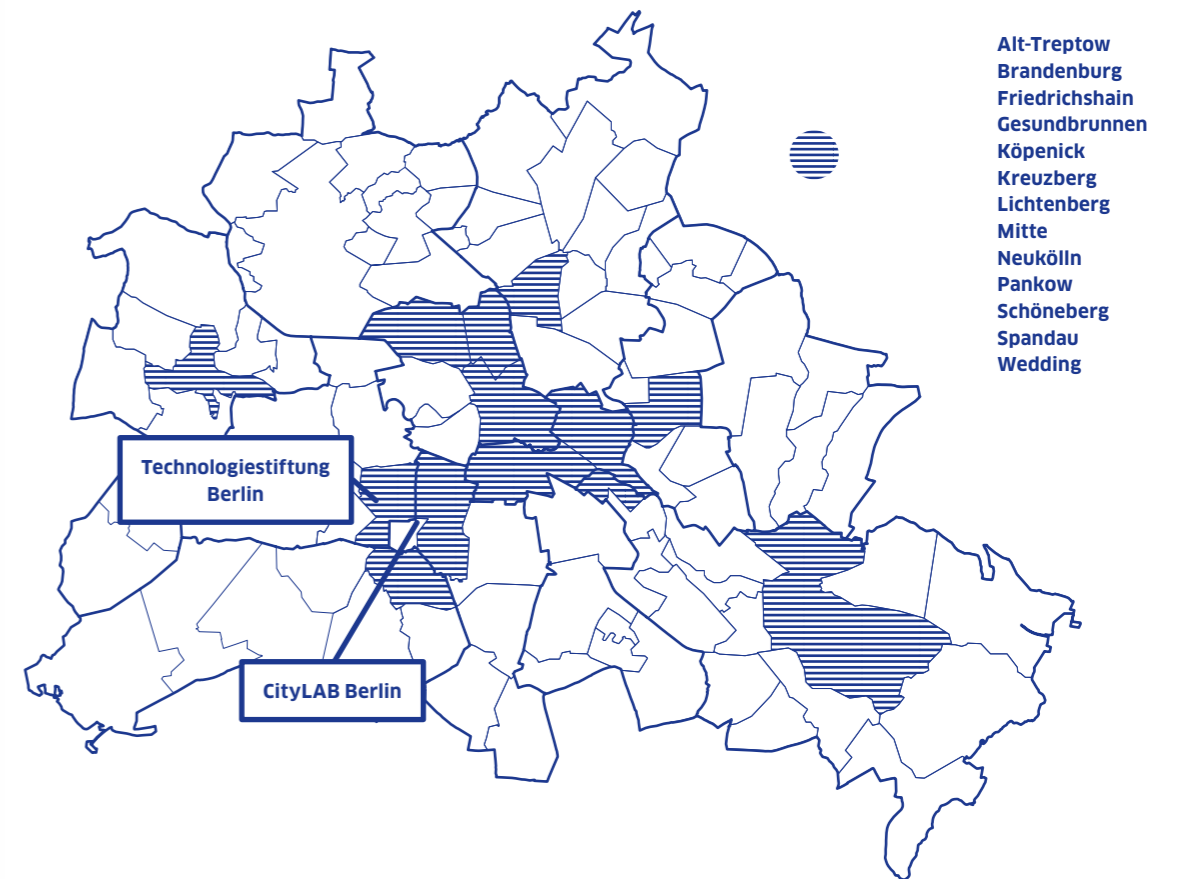 Alt-Treptow
Brandenburg
Friedrichshain
Gesundbrunnen
Köpenick
Kreuzberg
Lichtenberg
Mitte
Neukölln
Pankow
Schöneberg
Spandau
Wedding
Technologiestiftung
Berlin
CityLAB Berlin